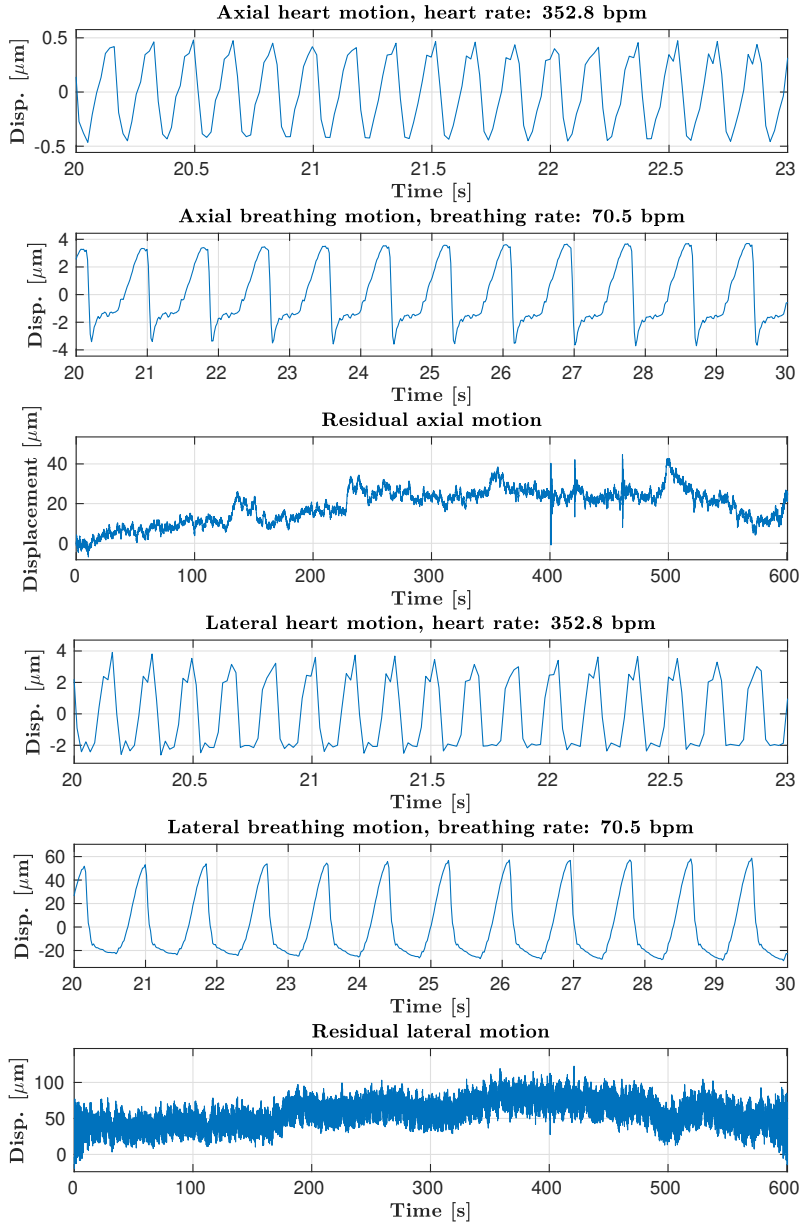 Axial heart motion, heart rate: 352.8 bpm
Disp. [μm]
0.5
0
-0.5
20 20.5 21 21.5 22 22.5 23
Time [s]
Axial breathing motion, breathing rate: 70.5 bpm
Disp. [μm]
4
2
0
-2
-4
20 21 22 23 24 25 26 27 28 29 30
Time [s]
Residual axial motion
Displacement [μm]
40
20
0
0 100 200 300 400 500 600
Time [s]
Lateral heart motion, heart rate: 352.8 bpm
Disp. [μm]
4
2
0
-2
20 20.5 21 21.5 22 22.5 23
Time [s]
Lateral breathing motion, breathing rate: 70.5 bpm
Disp. [μm]
60
40
20
0
-20
20 21 22 23 24 25 26 27 28 29 30
Time [s]
Residual lateral motion
Disp. [μm]
100
50
0
0 100 200 300 400 500 600
Time [s]